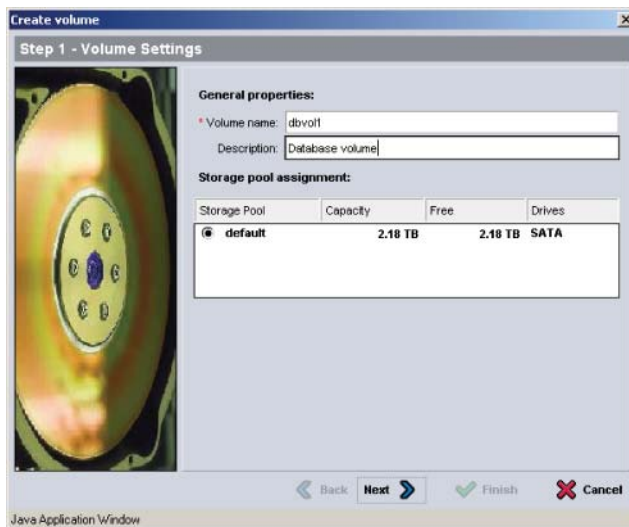 Create volume
Step 1 - Volume Settings
General properties:
* Volume name: dbvol1
Description: Database volume
Storage pool assignment:
Storage Pool Capacity Free Drives
default 2.18 TB 2.18 TB SATA
Back Next Finish Cancel
Java Application Window